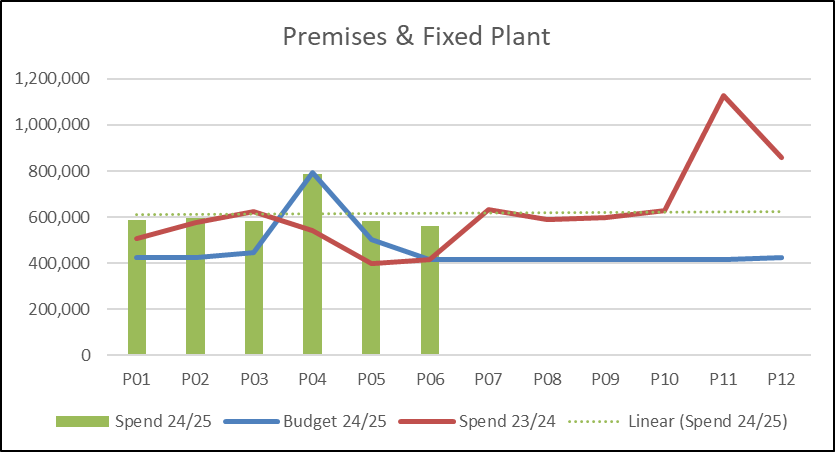 Premises & Fixed Plant
1,200,000
1,000,000
800,000
600,000
400,000
200,000
0
P01 P02 P03 P04 P05 P06 P07 P08 P09 P10 P11 P12
Spend 24/25 Budget 24/25 Spend 23/24 Linear (Spend 24/25)